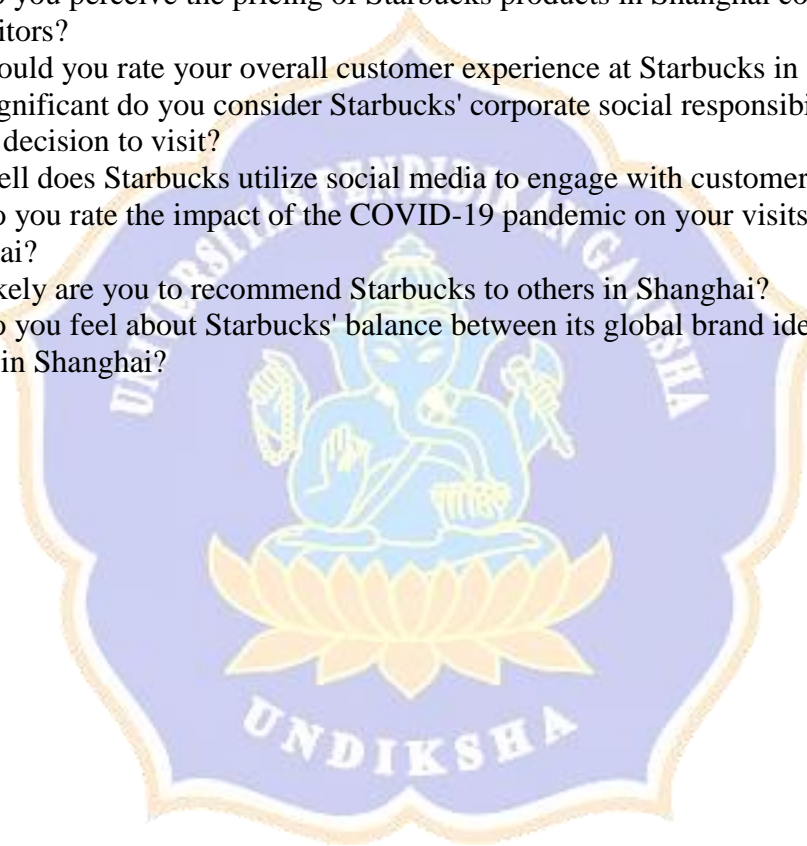 o you perceive the pricing of Starbucks products in Shanghai co
itors?
ould you rate your overall customer experience at Starbucks in
gnificant do you consider Starbucks' corporate social responsibi
decision to visit?
ell does Starbucks utilize social media to engage with customer
o you rate the impact of the COVID-19 pandemic on your visits
ai?
kely are you to recommend Starbucks to others in Shanghai?
o you feel about Starbucks' balance between its global brand ide
in Shanghai?
UNIVERSITAS PENDIDIKAN GANESHA
UNDIKSHA